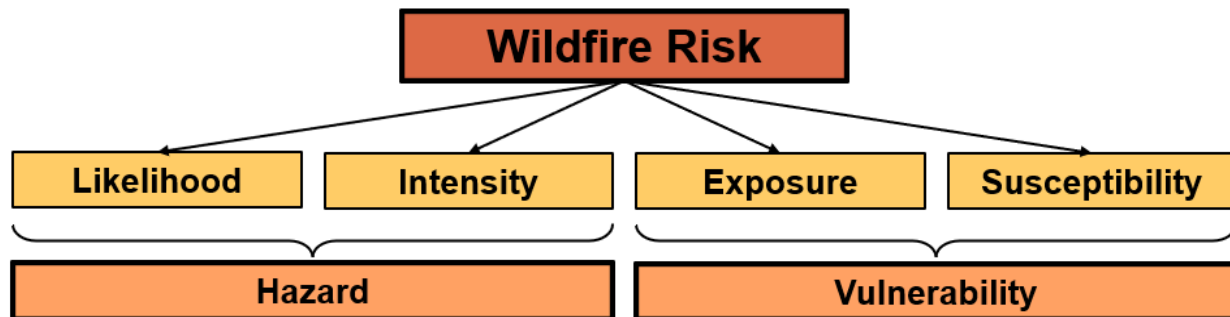 Wildfire Risk
Likelihood
Intensity
Exposure
Susceptibility
Hazard
Vulnerability